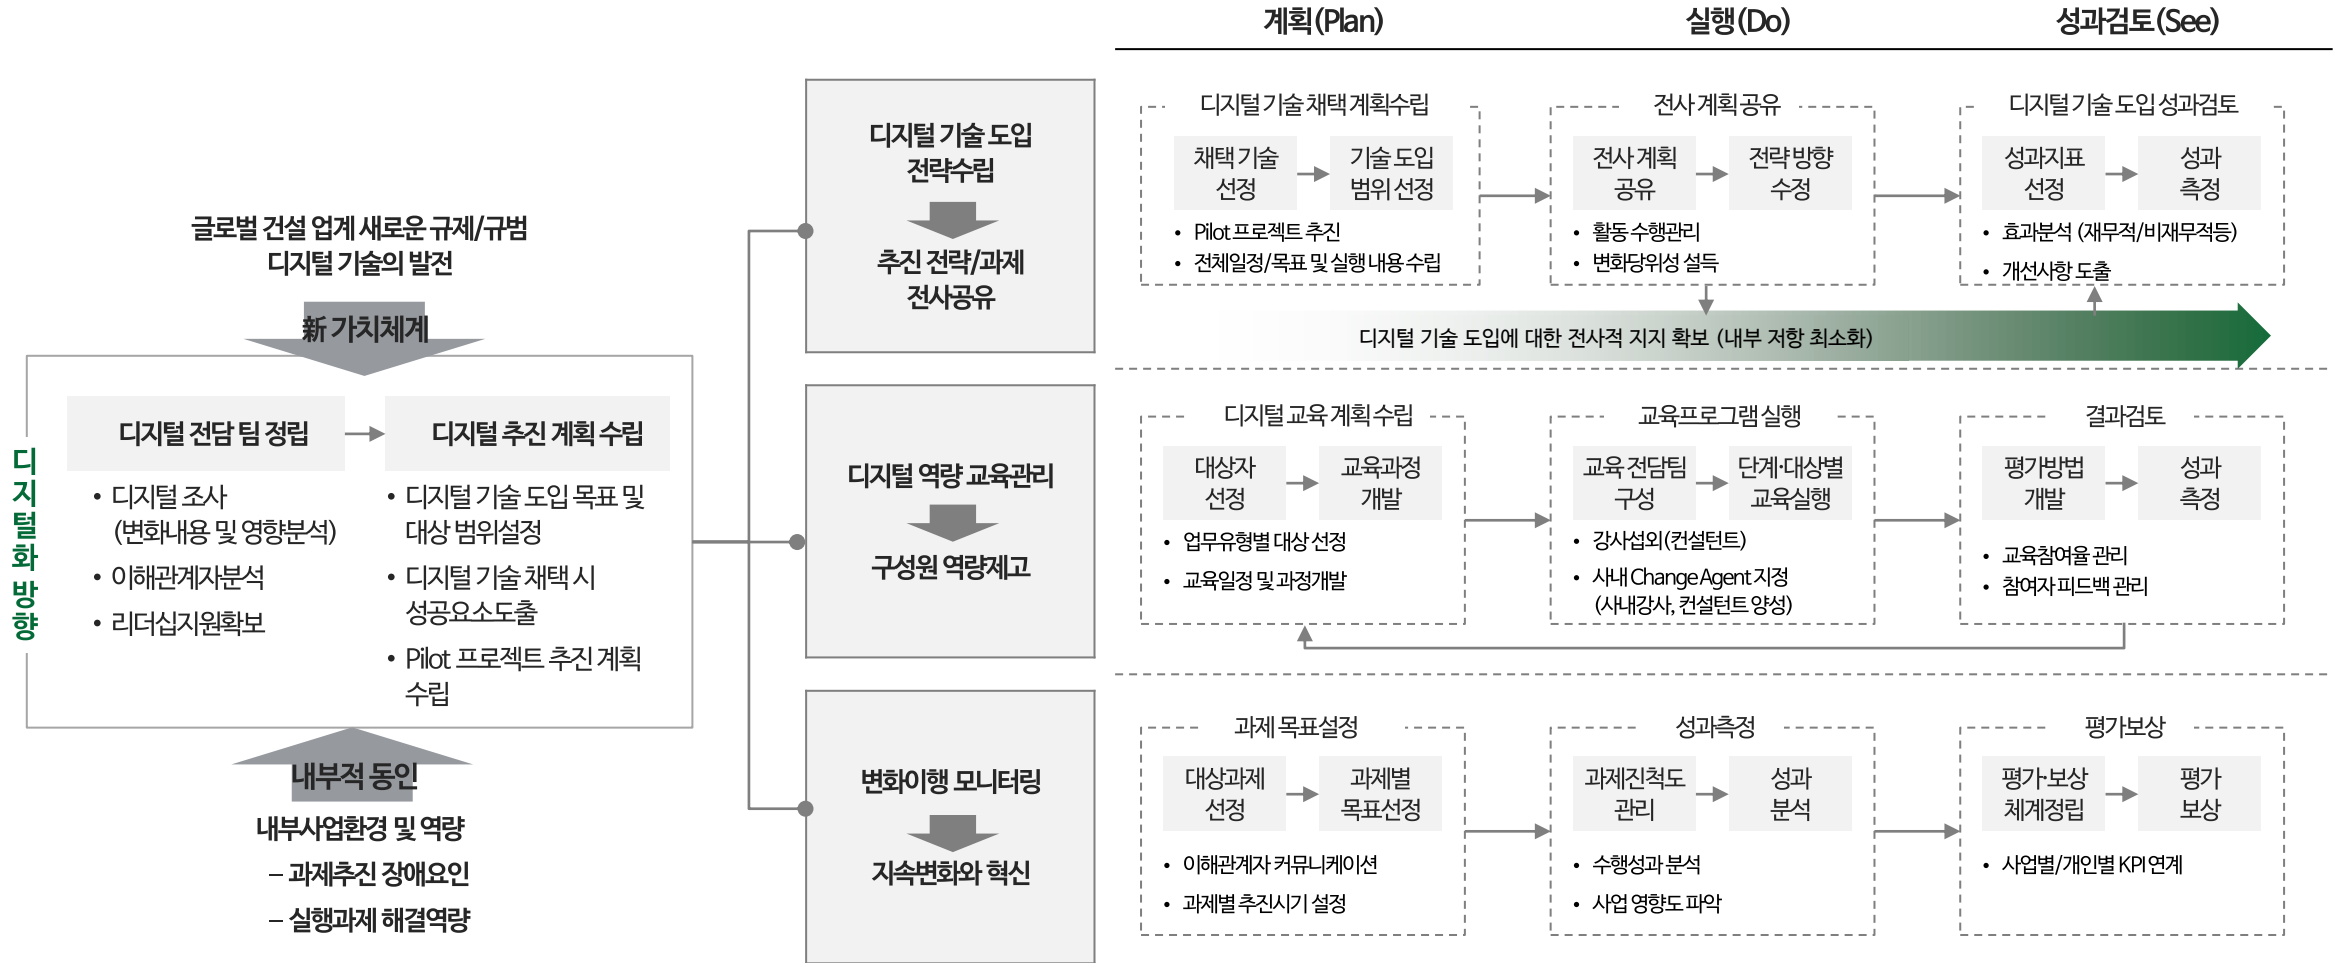 계획(Plan)
실행(Do)
성과검토(See)
글로벌 건설 업계 새로운 규제/규범
디지털 기술의 발전
新 가치체계
디지털화 방향
디지털 전담 팀 정립
• 디지털 조사
(변화내용 및 영향분석)
• 이해관계자분석
• 리더십지원확보
디지털 추진 계획 수립
• 디지털 기술 도입 목표 및
대상 범위설정
• 디지털 기술 채택 시
성공요소도출
• Pilot 프로젝트 추진 계획
수립
내부적 동인
내부사업환경 및 역량
– 과제추진 장애요인
– 실행과제 해결역량
디지털 기술 도입
전략수립
추진 전략/과제
전사공유
디지털 기술 채택 계획수립
채택 기술
선정
기술 도입
범위 선정
• Pilot 프로젝트 추진
• 전체일정/목표 및 실행 내용 수립
전사 계획 공유
전사 계획
공유
전략 방향
수정
• 활동 수행관리
• 변화당위성 설득
디지털 기술 도입 성과검토
성과지표
선정
성과
측정
• 효과분석 (재무적/비재무적등)
• 개선사항 도출
디지털 기술 도입에 대한 전사적 지지 확보 (내부 저항 최소화)
디지털 역량 교육관리
구성원 역량제고
디지털 교육 계획 수립
대상자
선정
교육과정
개발
• 업무유형별 대상 선정
• 교육일정 및 과정개발
교육프로그램 실행
교육 전담팀
구성
단계·대상별
교육실행
• 강사섭외(컨설턴트)
• 사내 Change Agent 지정
(사내강사, 컨설턴트 양성)
결과검토
평가방법
개발
성과
측정
• 교육참여율 관리
• 참여자 피드백 관리
변화이행 모니터링
지속변화와 혁신
과제 목표설정
대상과제
선정
과제별
목표선정
• 이해관계자 커뮤니케이션
• 과제별 추진시기 설정
성과측정
과제진척도
관리
성과
분석
• 수행성과 분석
• 사업 영향도 파악
평가보상
평가·보상
체계정립
평가
보상
• 사업별/개인별 KPI 연계